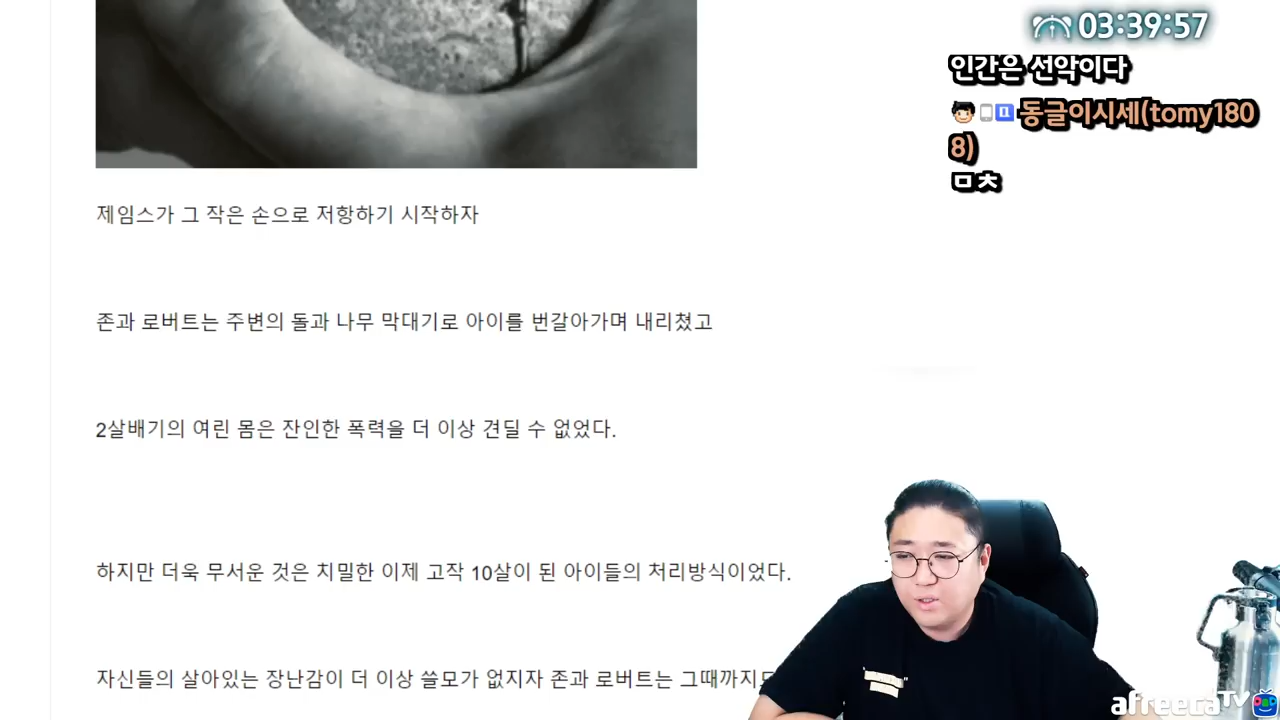 03:39:57
인간은 선악이다
동글이시세(tomy180
8)
ㅁㅊ
제임스가 그 작은 손으로 저항하기 시작하자
존과 로버트는 주변의 돌과 나무 막대기로 아이를 번갈아가며 내리쳤고
2살배기의 여린 몸은 잔인한 폭력을 더 이상 견딜 수 없었다.
하지만 더욱 무서운 것은 치밀한 이제 고작 10살이 된 아이들의 처리방식이었다.
자신들의 살아있는 장난감이 더 이상 쓸모가 없지자 존과 로버트는 그때까지
afreecaTV